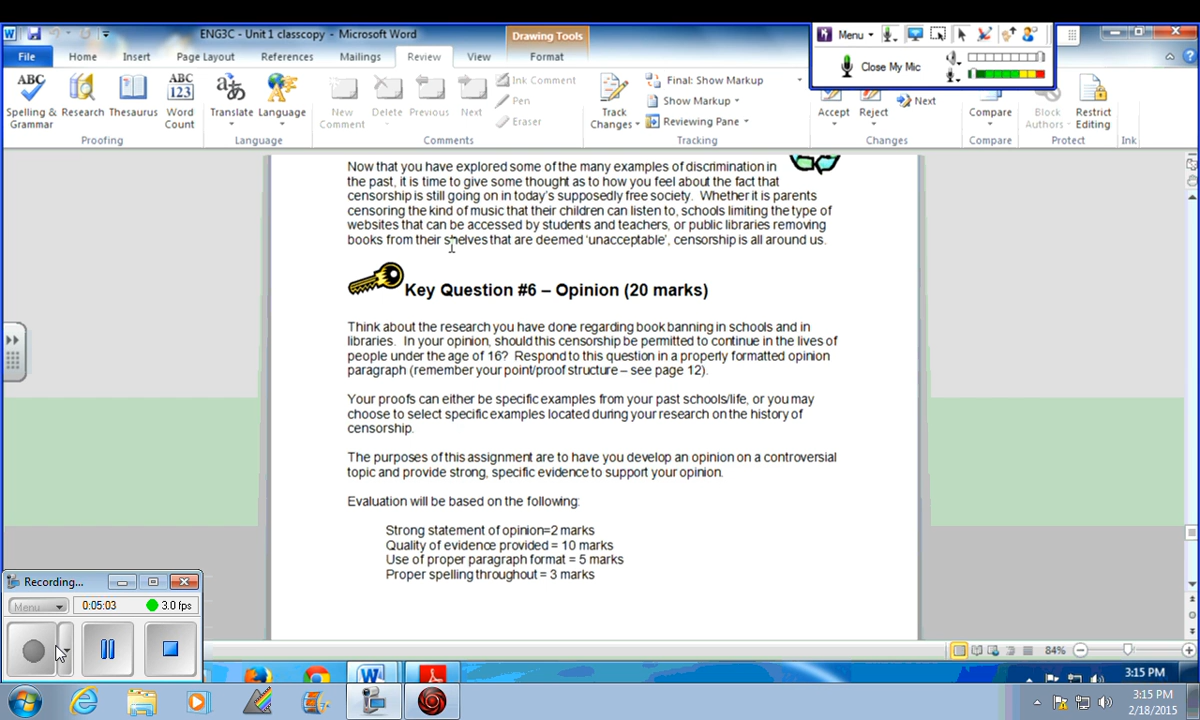 ENG3C - Unit 1 classcopy - Microsoft Word
Drawing Tools
Menu
Close My Mic
File Home Insert Page Layout References Mailings Review View Format
ABC Spelling & Grammar
Research
Thesaurus
ABC 123 Word Count
Translate
Language
New Comment
Delete
Previous
Next
Ink Comment
Pen
Eraser
Track Changes
Final: Show Markup
Show Markup
Reviewing Pane
Accept
Reject
Next
Compare
Block Authors
Restrict Editing
Proofing Language Comments Tracking Changes Compare Protect Ink
Now that you have explored some of the many examples of discrimination in
the past, it is time to give some thought as to how you feel about the fact that
censorship is still going on in today's supposedly free society. Whether it is parents
censoring the kind of music that their children can listen to, schools limiting the type of
websites that can be accessed by students and teachers, or public libraries removing
books from their shelves that are deemed 'unacceptable', censorship is all around us.
Key Question #6 – Opinion (20 marks)
Think about the research you have done regarding book banning in schools and in
libraries. In your opinion, should this censorship be permitted to continue in the lives of
people under the age of 16? Respond to this question in a properly formatted opinion
paragraph (remember your point/proof structure – see page 12).
Your proofs can either be specific examples from your past schools/life, or you may
choose to select specific examples located during your research on the history of
censorship.
The purposes of this assignment are to have you develop an opinion on a controversial
topic and provide strong, specific evidence to support your opinion.
Evaluation will be based on the following:
Strong statement of opinion=2 marks
Quality of evidence provided = 10 marks
Use of proper paragraph format = 5 marks
Proper spelling throughout = 3 marks
Recording...
Menu 0:05:03 3.0 fps
84%
3:15 PM
3:15 PM
2/18/2015